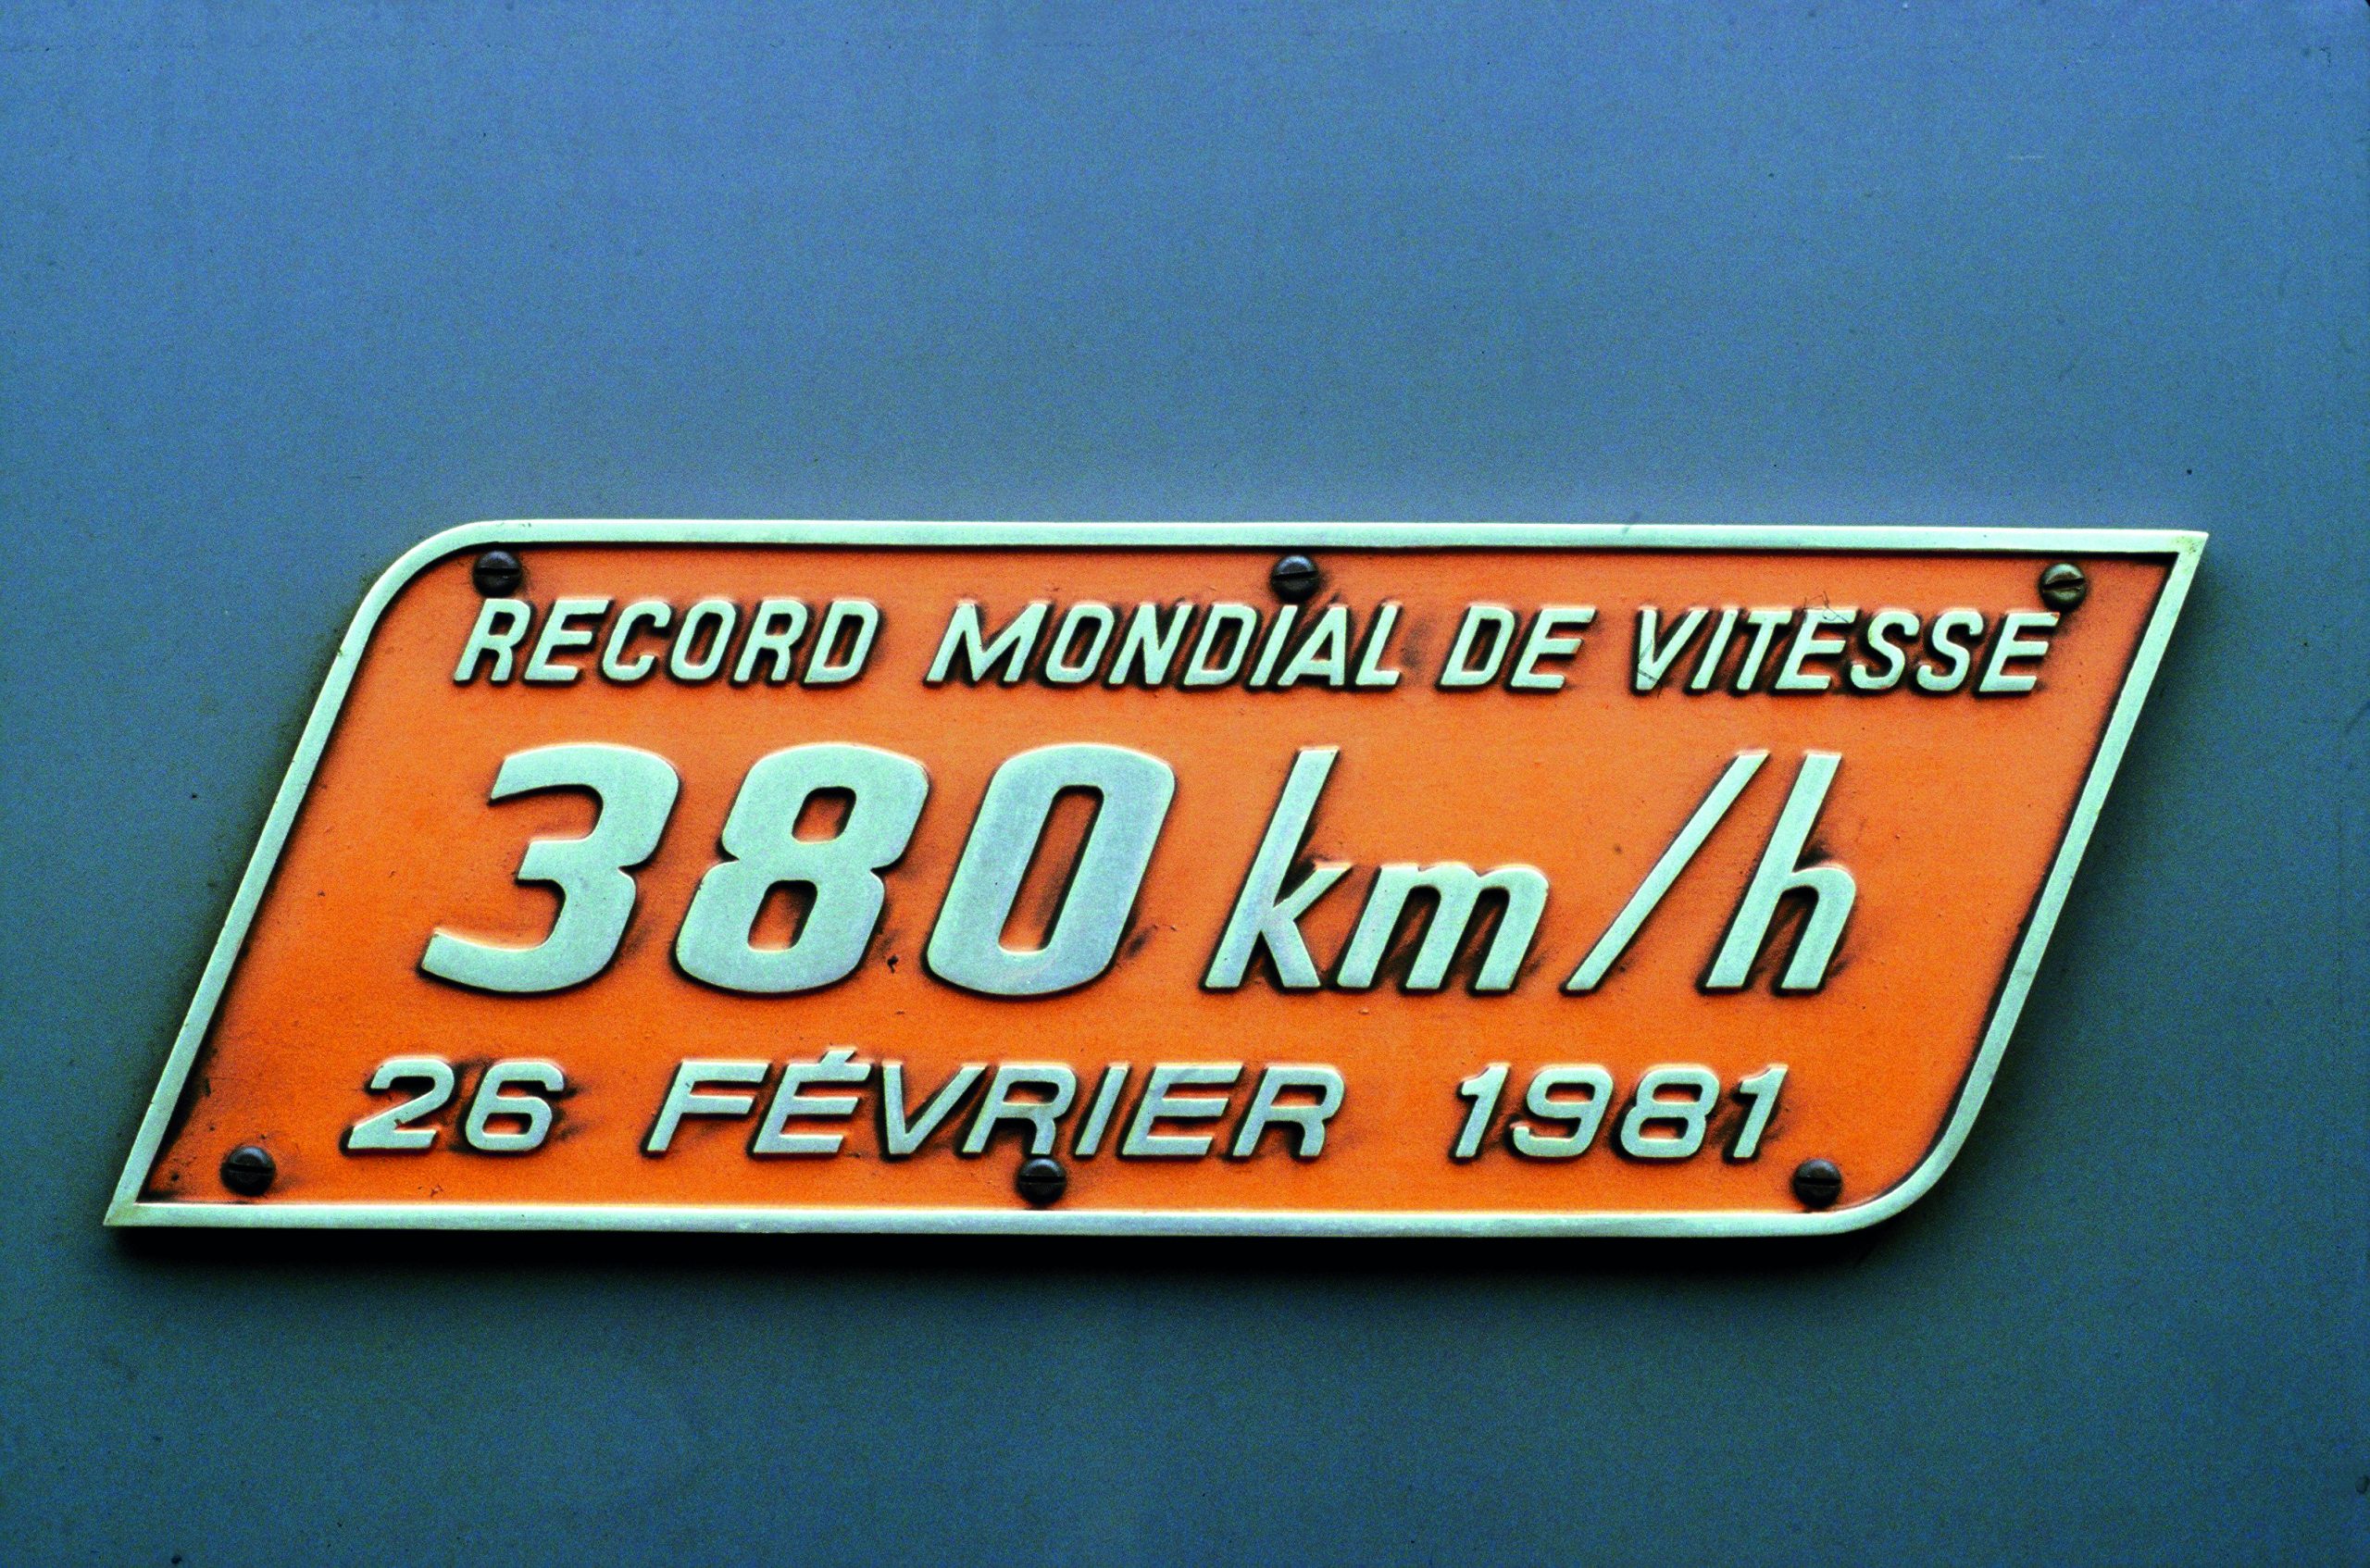 RECORD MONDIAL DE VITESSE
380 km/h
26 FÉVRIER 1981